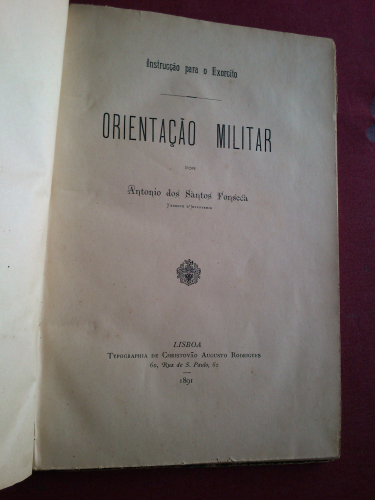 Instrucção para o Exercito
ORIENTAÇÃO MILITAR
POR
Antonio dos Santos Fonseca
LISBOA
Typographia de Christovão Augusto Rodrigues
60, Rua de S. Paulo, 62
1891